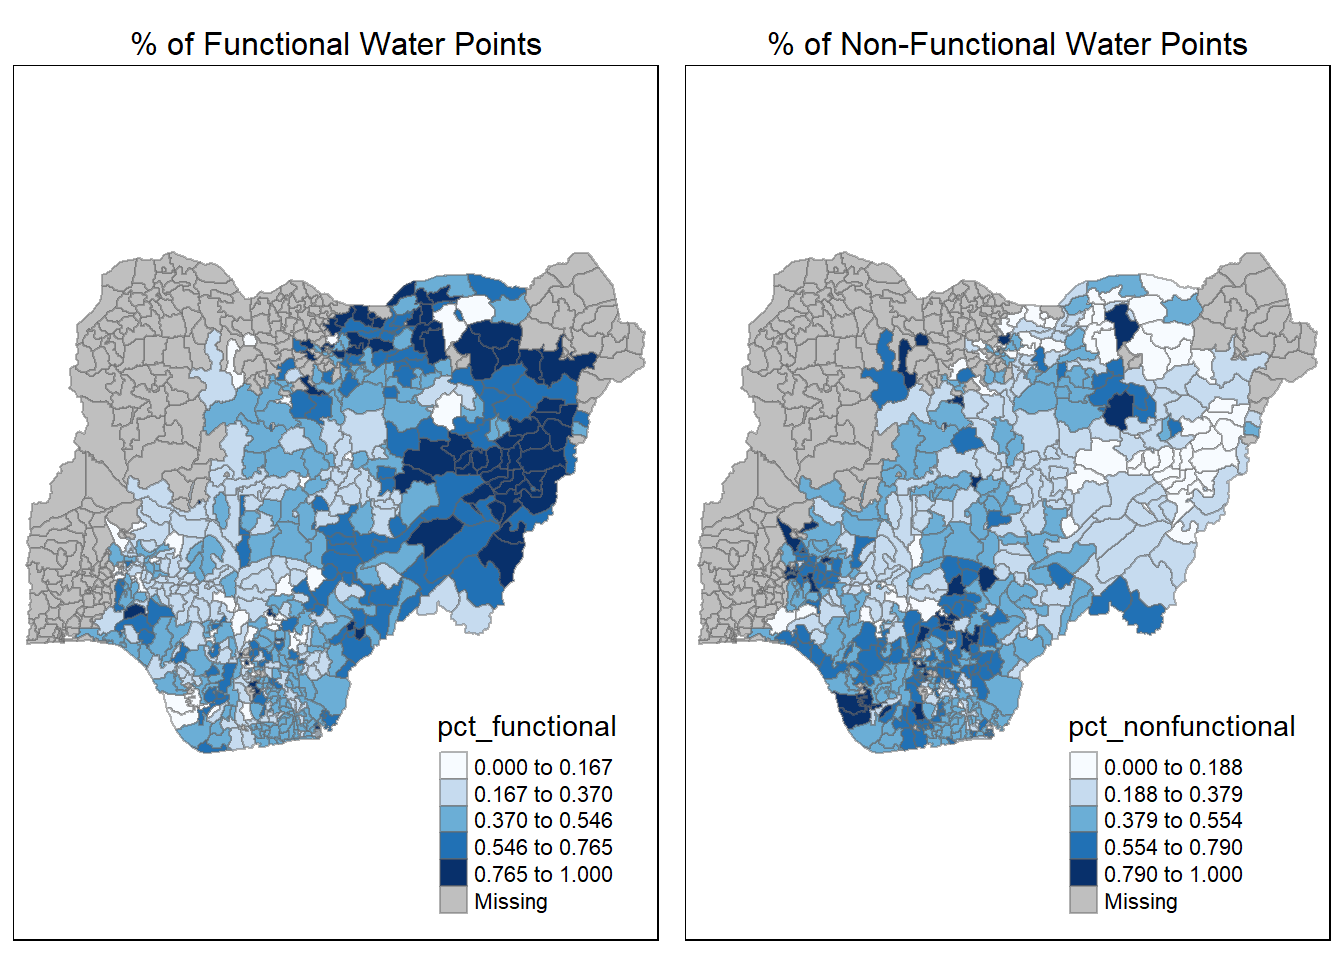 % of Functional Water Points
% of Non-Functional Water Points
pct_functional
0.000 to 0.167
0.167 to 0.370
0.370 to 0.546
0.546 to 0.765
0.765 to 1.000
Missing
pct_nonfunctional
0.000 to 0.188
0.188 to 0.379
0.379 to 0.554
0.554 to 0.790
0.790 to 1.000
Missing